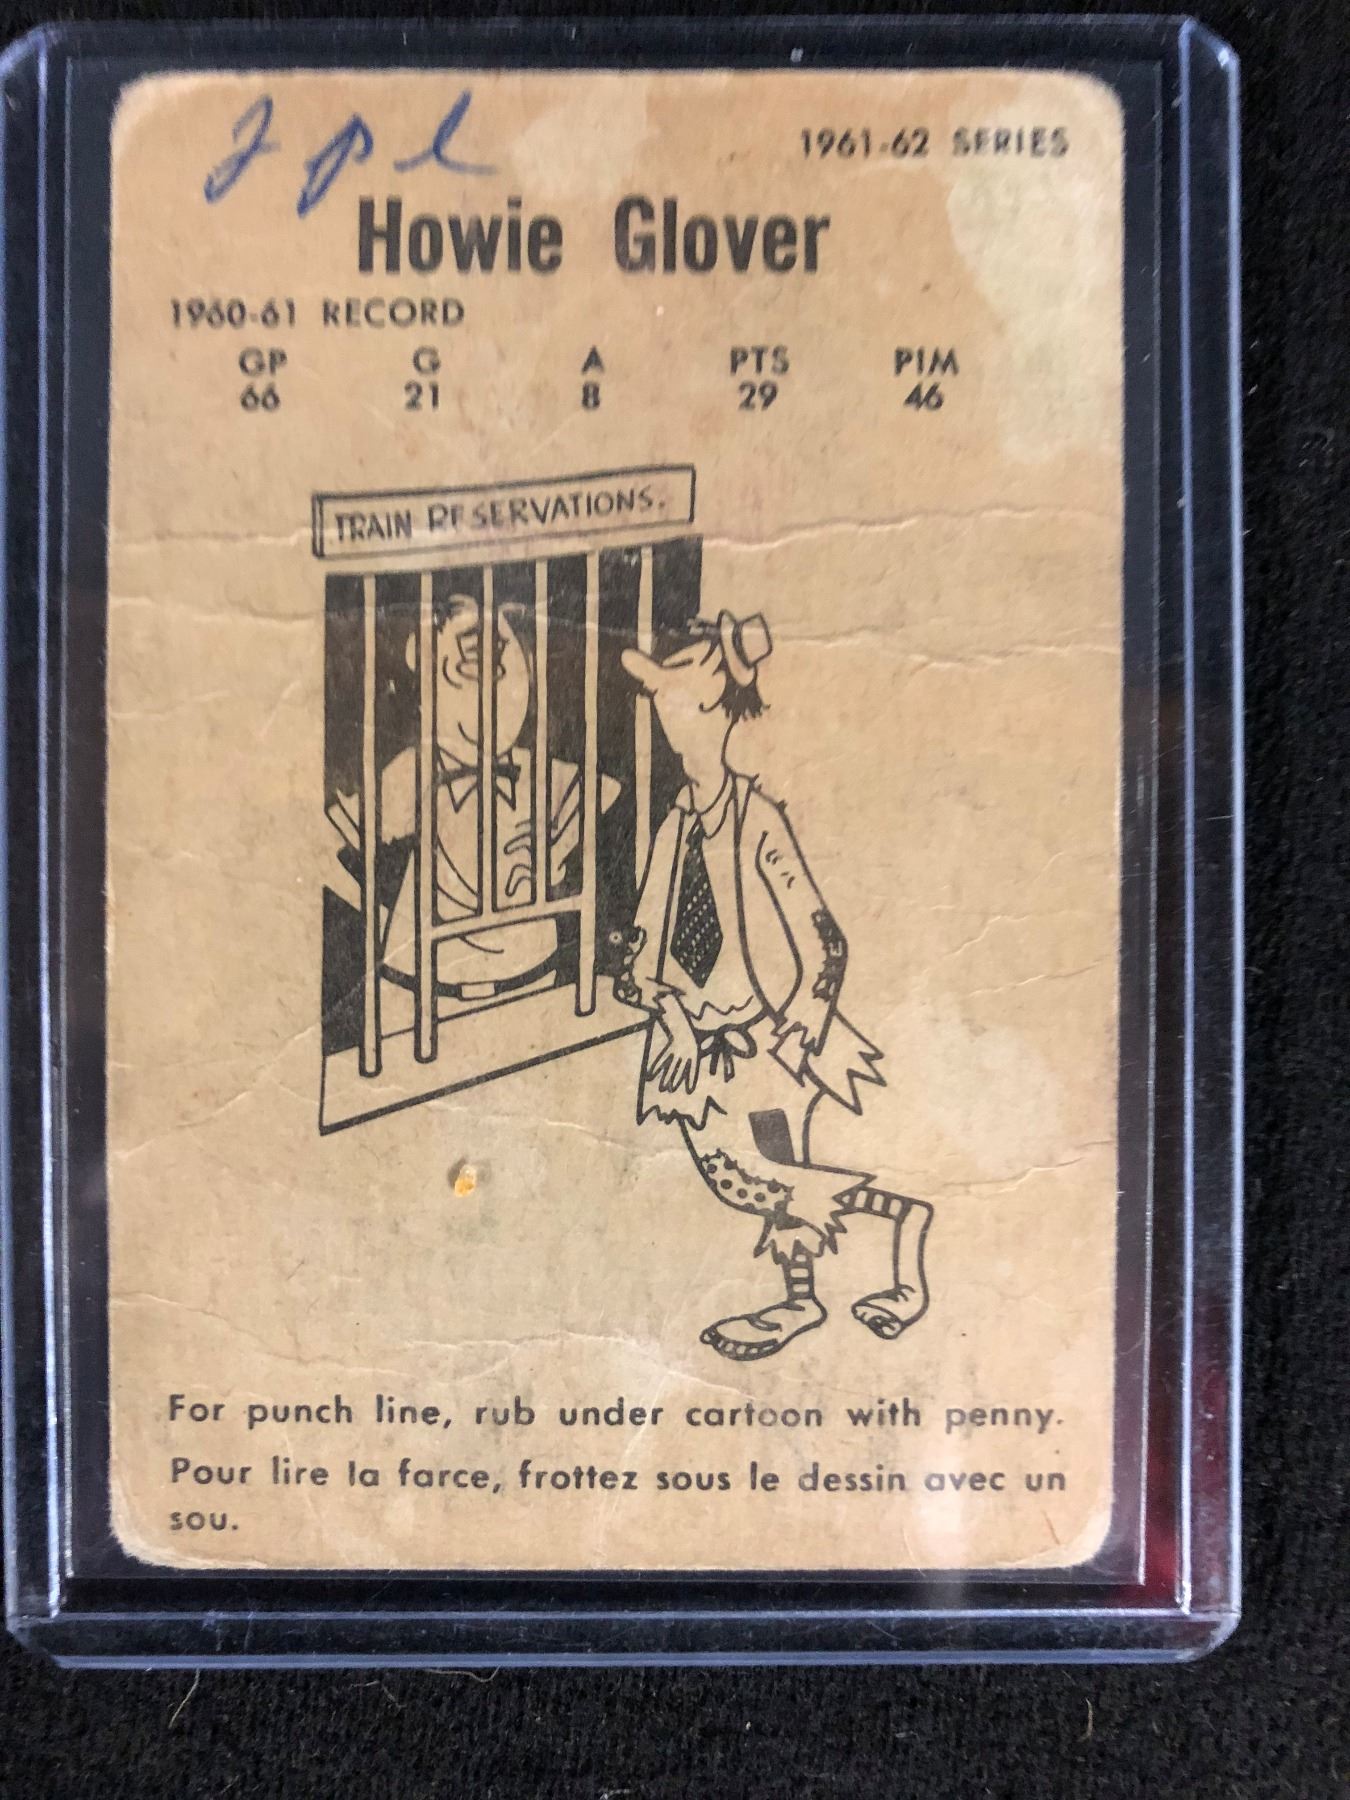 1961-62 SERIES
Howie Glover
1960-61 RECORD
GP G A PTS PIM
66 21 8 29 46
TRAIN RESERVATIONS.
For punch line, rub under cartoon with penny.
Pour lire la farce, frottez sous le dessin avec un
sou.